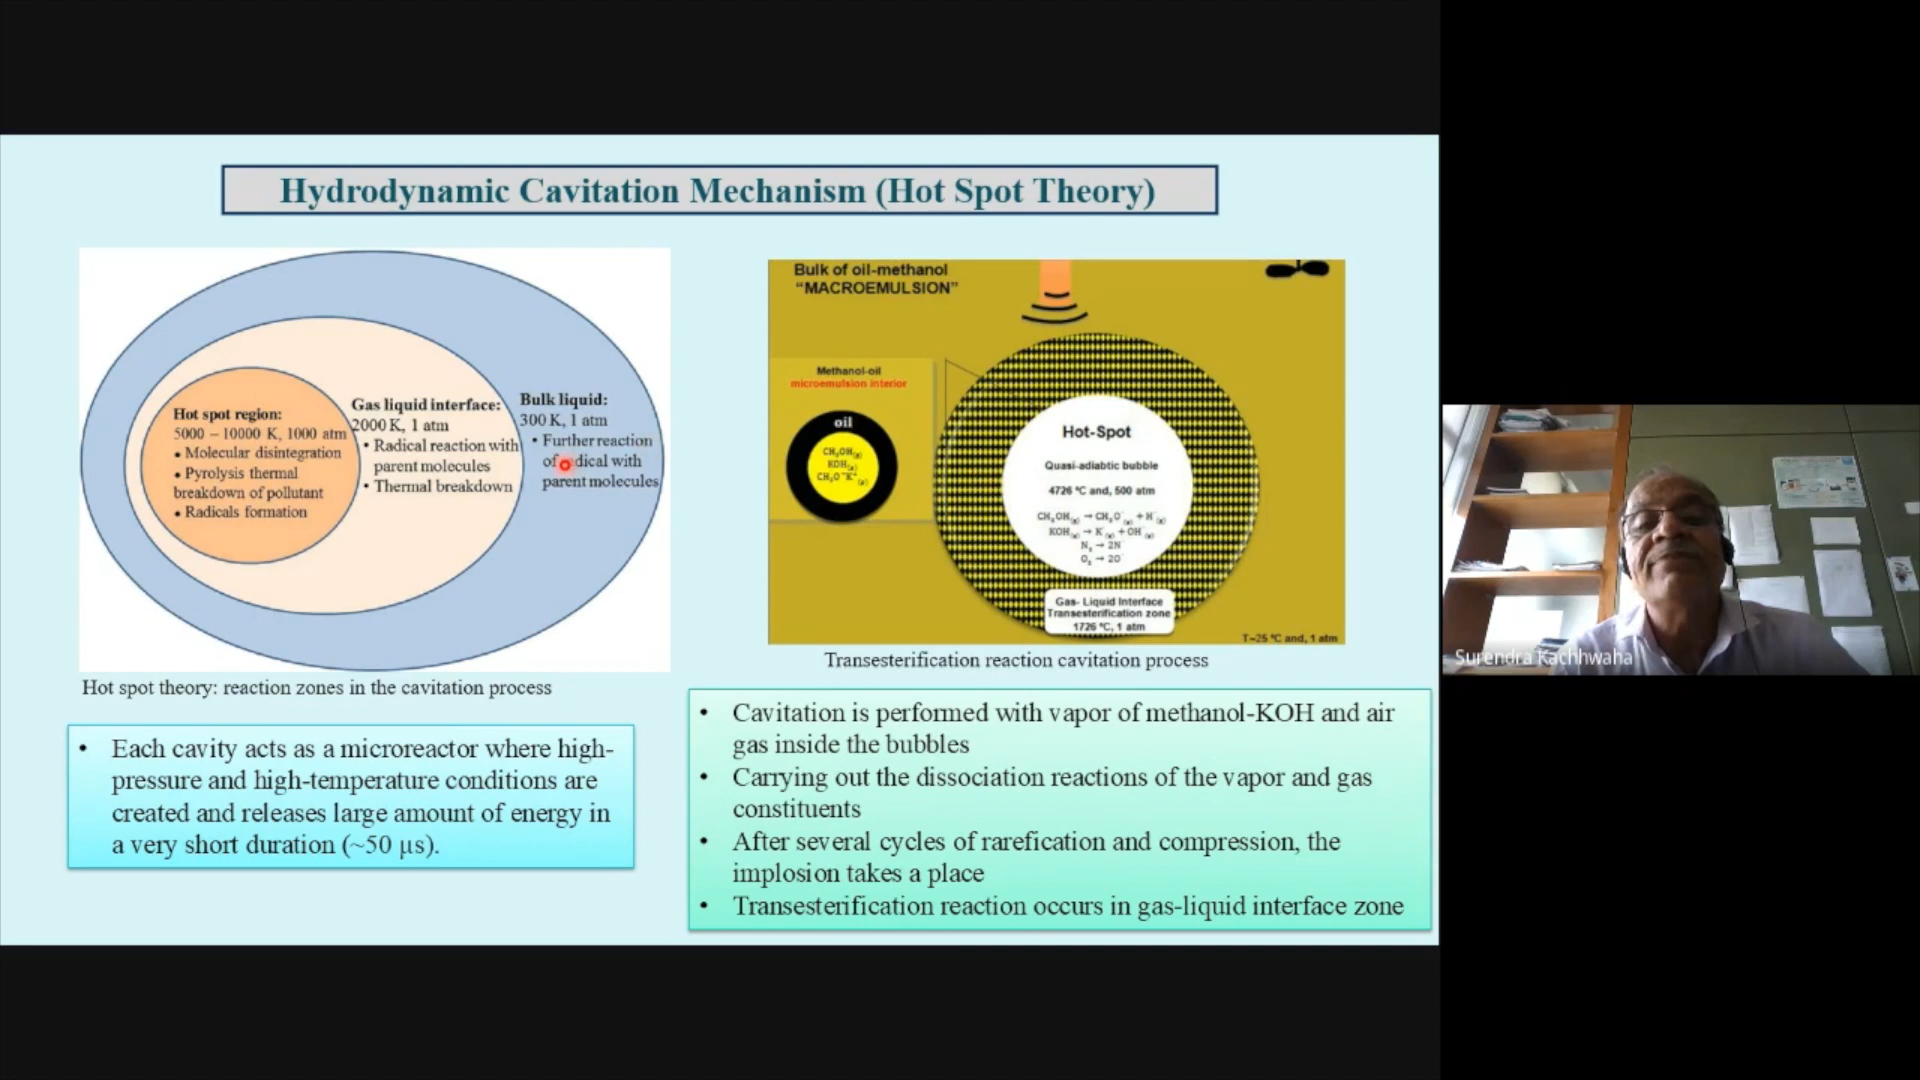 Hydrodynamic Cavitation Mechanism (Hot Spot Theory)
Hot spot region:
5000 – 10000 K, 1000 atm
• Molecular disintegration
• Pyrolysis thermal
breakdown of pollutant
• Radicals formation
Gas liquid interface:
2000 K, 1 atm
• Radical reaction with
parent molecules
• Thermal breakdown
Bulk liquid:
300 K, 1 atm
• Further reaction
of radical with
parent molecules
Hot spot theory: reaction zones in the cavitation process
• Each cavity acts as a microreactor where high-
pressure and high-temperature conditions are
created and releases large amount of energy in
a very short duration (~50 µs).
Bulk of oil-methanol
“MACROEMULSION”
Methanol-oil
microemulsion interior
oil
CH₃OH
KOH
CH₃O⁻K⁺
Hot-Spot
Quasi-adiabtic bubble
4726 ºC and, 500 atm
CH₃OH → CH₃O + H
KOH → K + OH
N₂ → 2N
O₂ → 2O
Gas- Liquid Interface
Transesterification zone
1726 ºC, 1 atm
T~25 ºC and, 1 atm
Transesterification reaction cavitation process
• Cavitation is performed with vapor of methanol-KOH and air
gas inside the bubbles
• Carrying out the dissociation reactions of the vapor and gas
constituents
• After several cycles of rarefication and compression, the
implosion takes a place
• Transesterification reaction occurs in gas-liquid interface zone
Surendra Kachhwaha